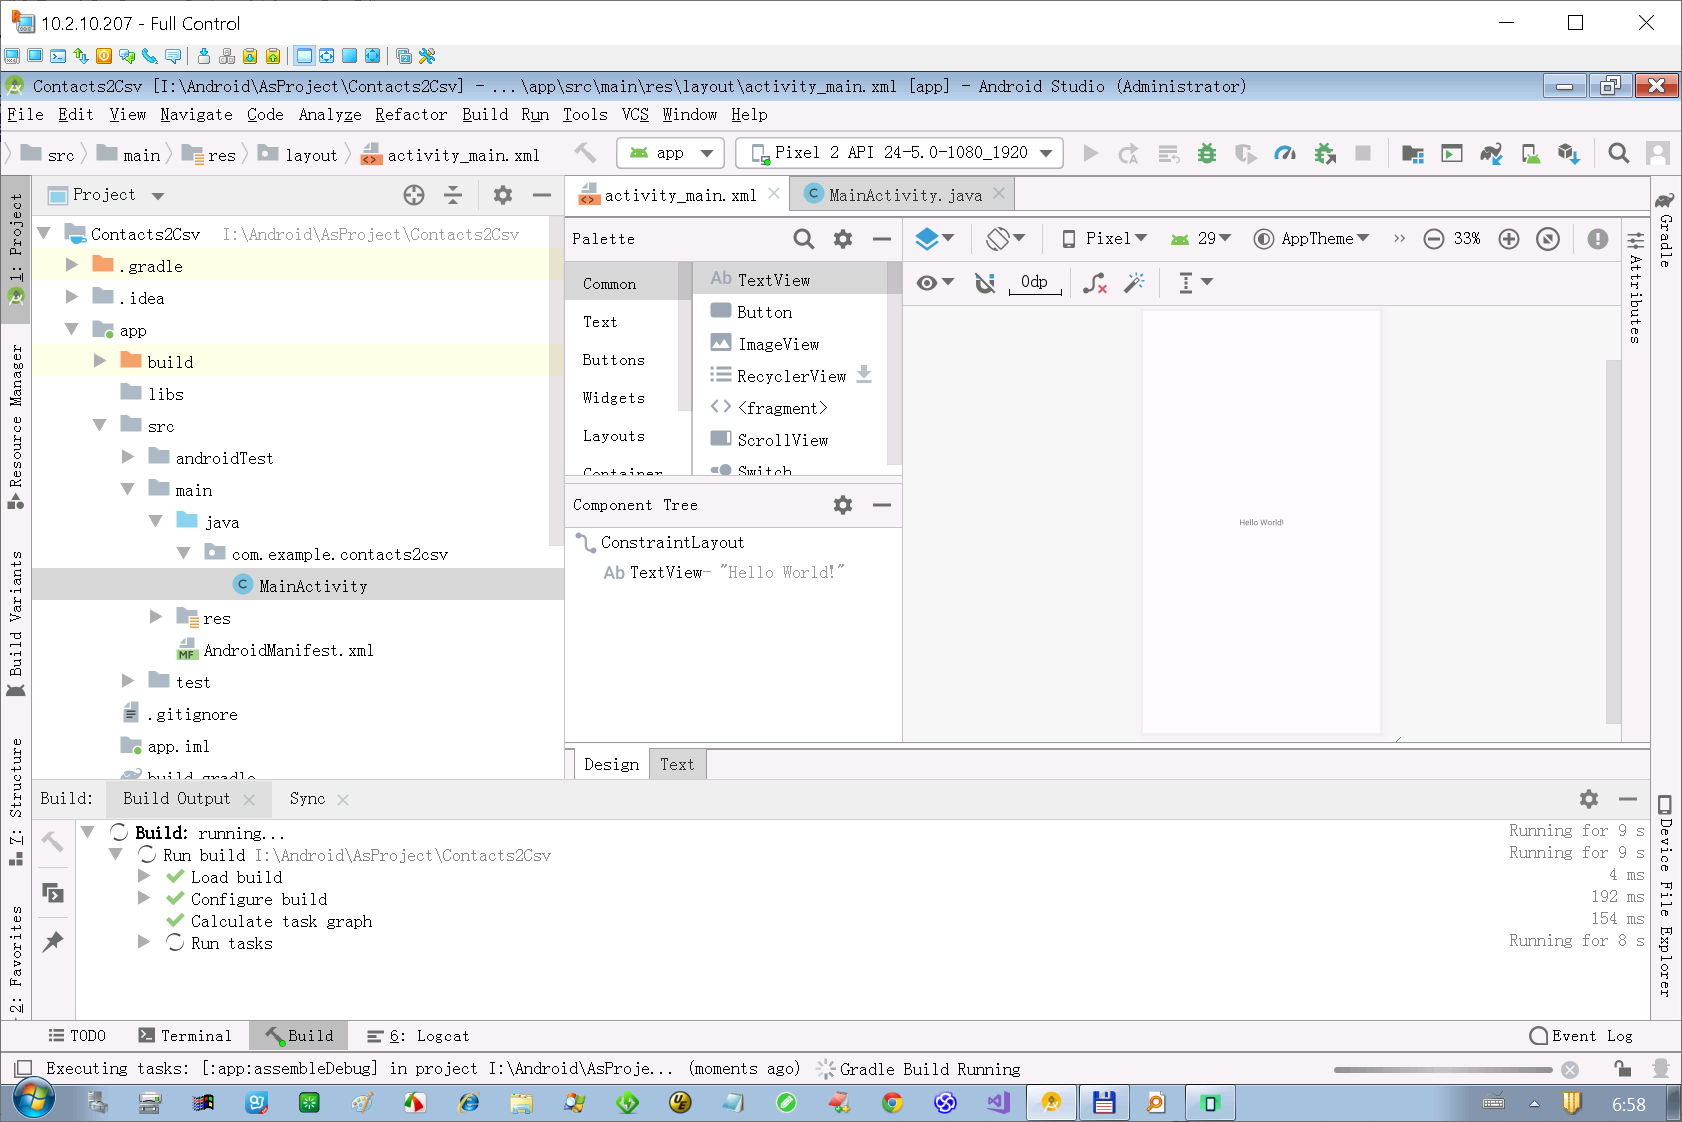 10.2.10.207 - Full Control
Contacts2Csv [I:\Android\AsProject\Contacts2Csv] - ...\app\src\main\res\layout\activity_main.xml [app] - Android Studio (Administrator)
File Edit View Navigate Code Analyze Refactor Build Run Tools VCS Window Help
src main res layout activity_main.xml app Pixel 2 API 24-5.0-1080_1920
1: Project
Resource Manager
Build Variants
7: Structure
2: Favorites
Project
Contacts2Csv I:\Android\AsProject\Contacts2Csv
.gradle
.idea
app
build
libs
src
androidTest
main
java
com.example.contacts2csv
C MainActivity
res
MF AndroidManifest.xml
test
.gitignore
app.iml
build.gradle
activity_main.xml C MainActivity.java
Palette
Common
Text
Buttons
Widgets
Layouts
Container
Ab TextView
Button
ImageView
RecyclerView
<fragment>
ScrollView
Switch
Component Tree
ConstraintLayout
Ab TextView- "Hello World!"
Pixel 29 AppTheme 33%
0dp
Hello World!
Design Text
Gradle
Attributes
Device File Explorer
Build: Build Output Sync
Build: running... Running for 9 s
Run build I:\Android\AsProject\Contacts2Csv Running for 9 s
Load build 4 ms
Configure build 192 ms
Calculate task graph 154 ms
Run tasks Running for 8 s
TODO Terminal Build 6: Logcat Event Log
Executing tasks: [:app:assembleDebug] in project I:\Android\AsProje... (moments ago) Gradle Build Running
6:58